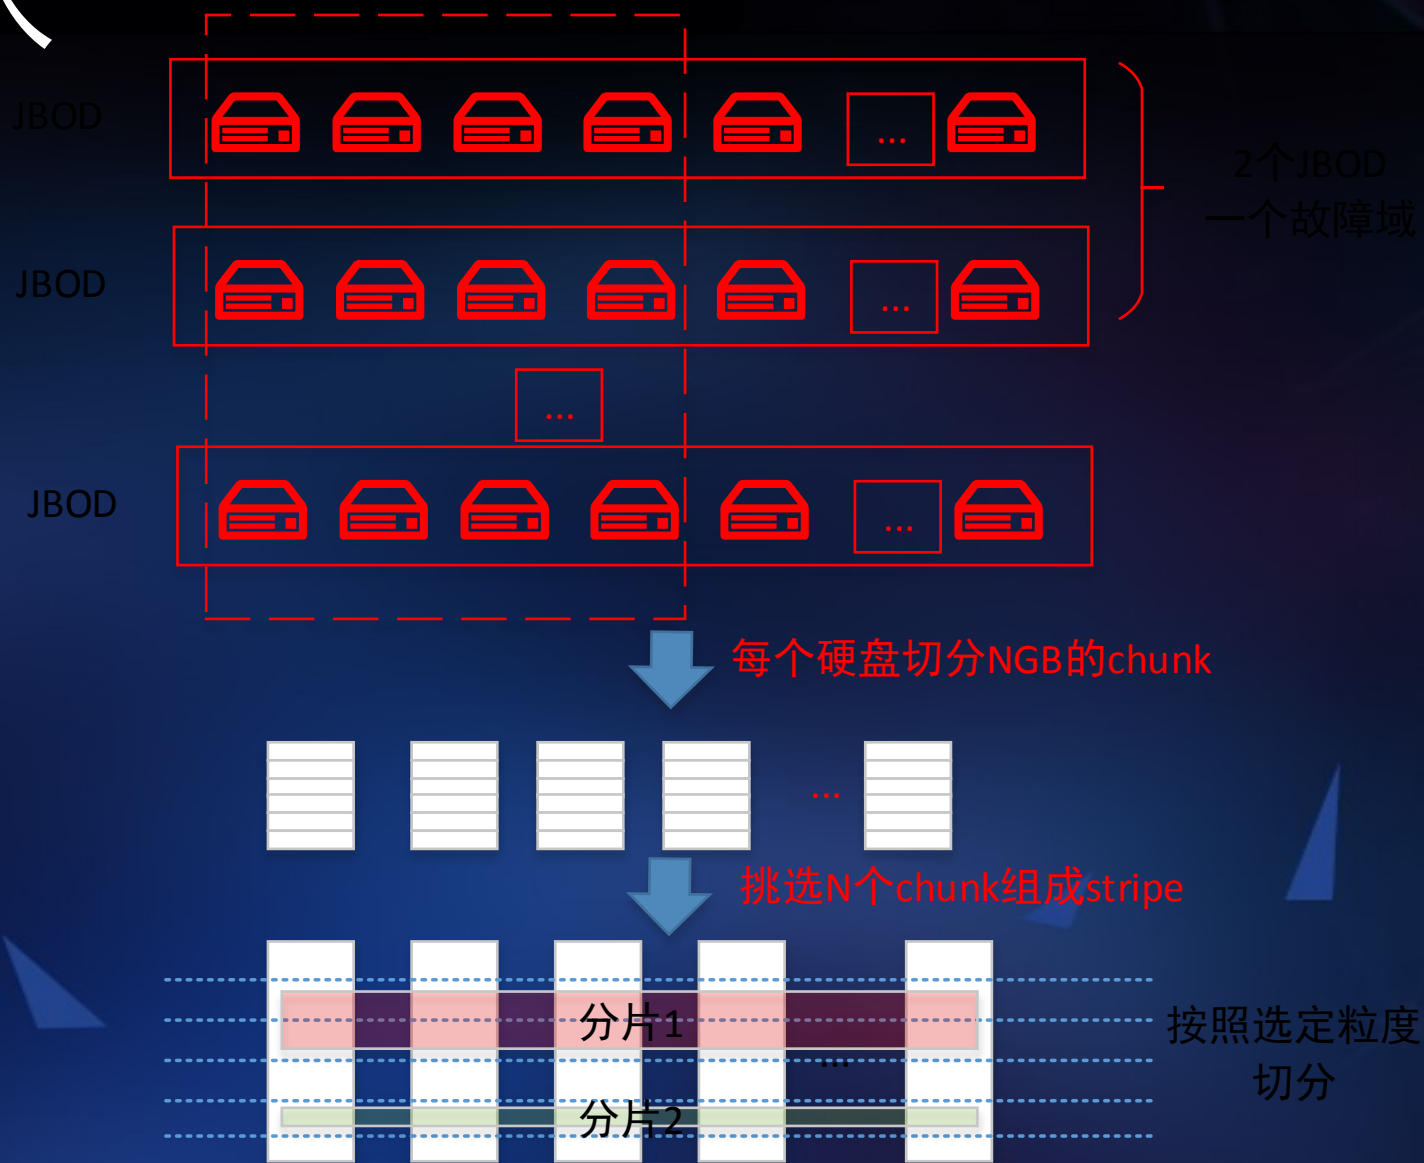 JBOD
...
2个JBOD
一个故障域
JBOD
...
...
JBOD
...
每个硬盘切分NGB的chunk
...
挑选N个chunk组成stripe
分片1
...
分片2
按照选定粒度
切分